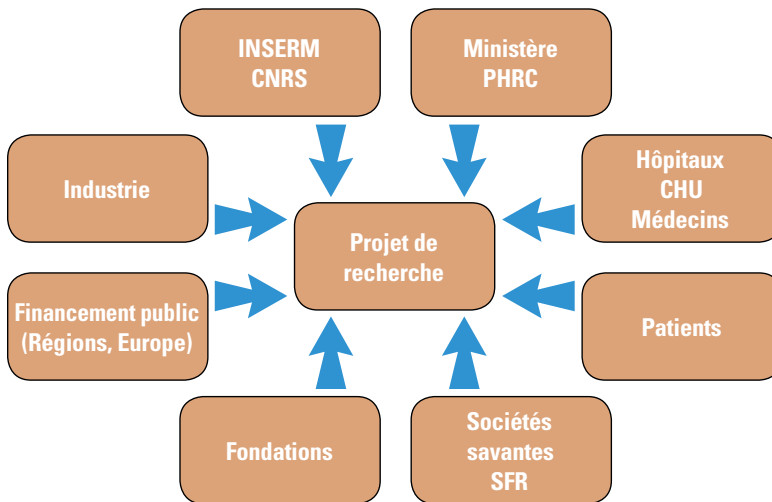 INSERM
CNRS
Ministère
PHRC
Industrie
Hôpitaux
CHU
Médecins
Projet de
recherche
Financement public
(Régions, Europe)
Patients
Fondations
Sociétés
savantes
SFR